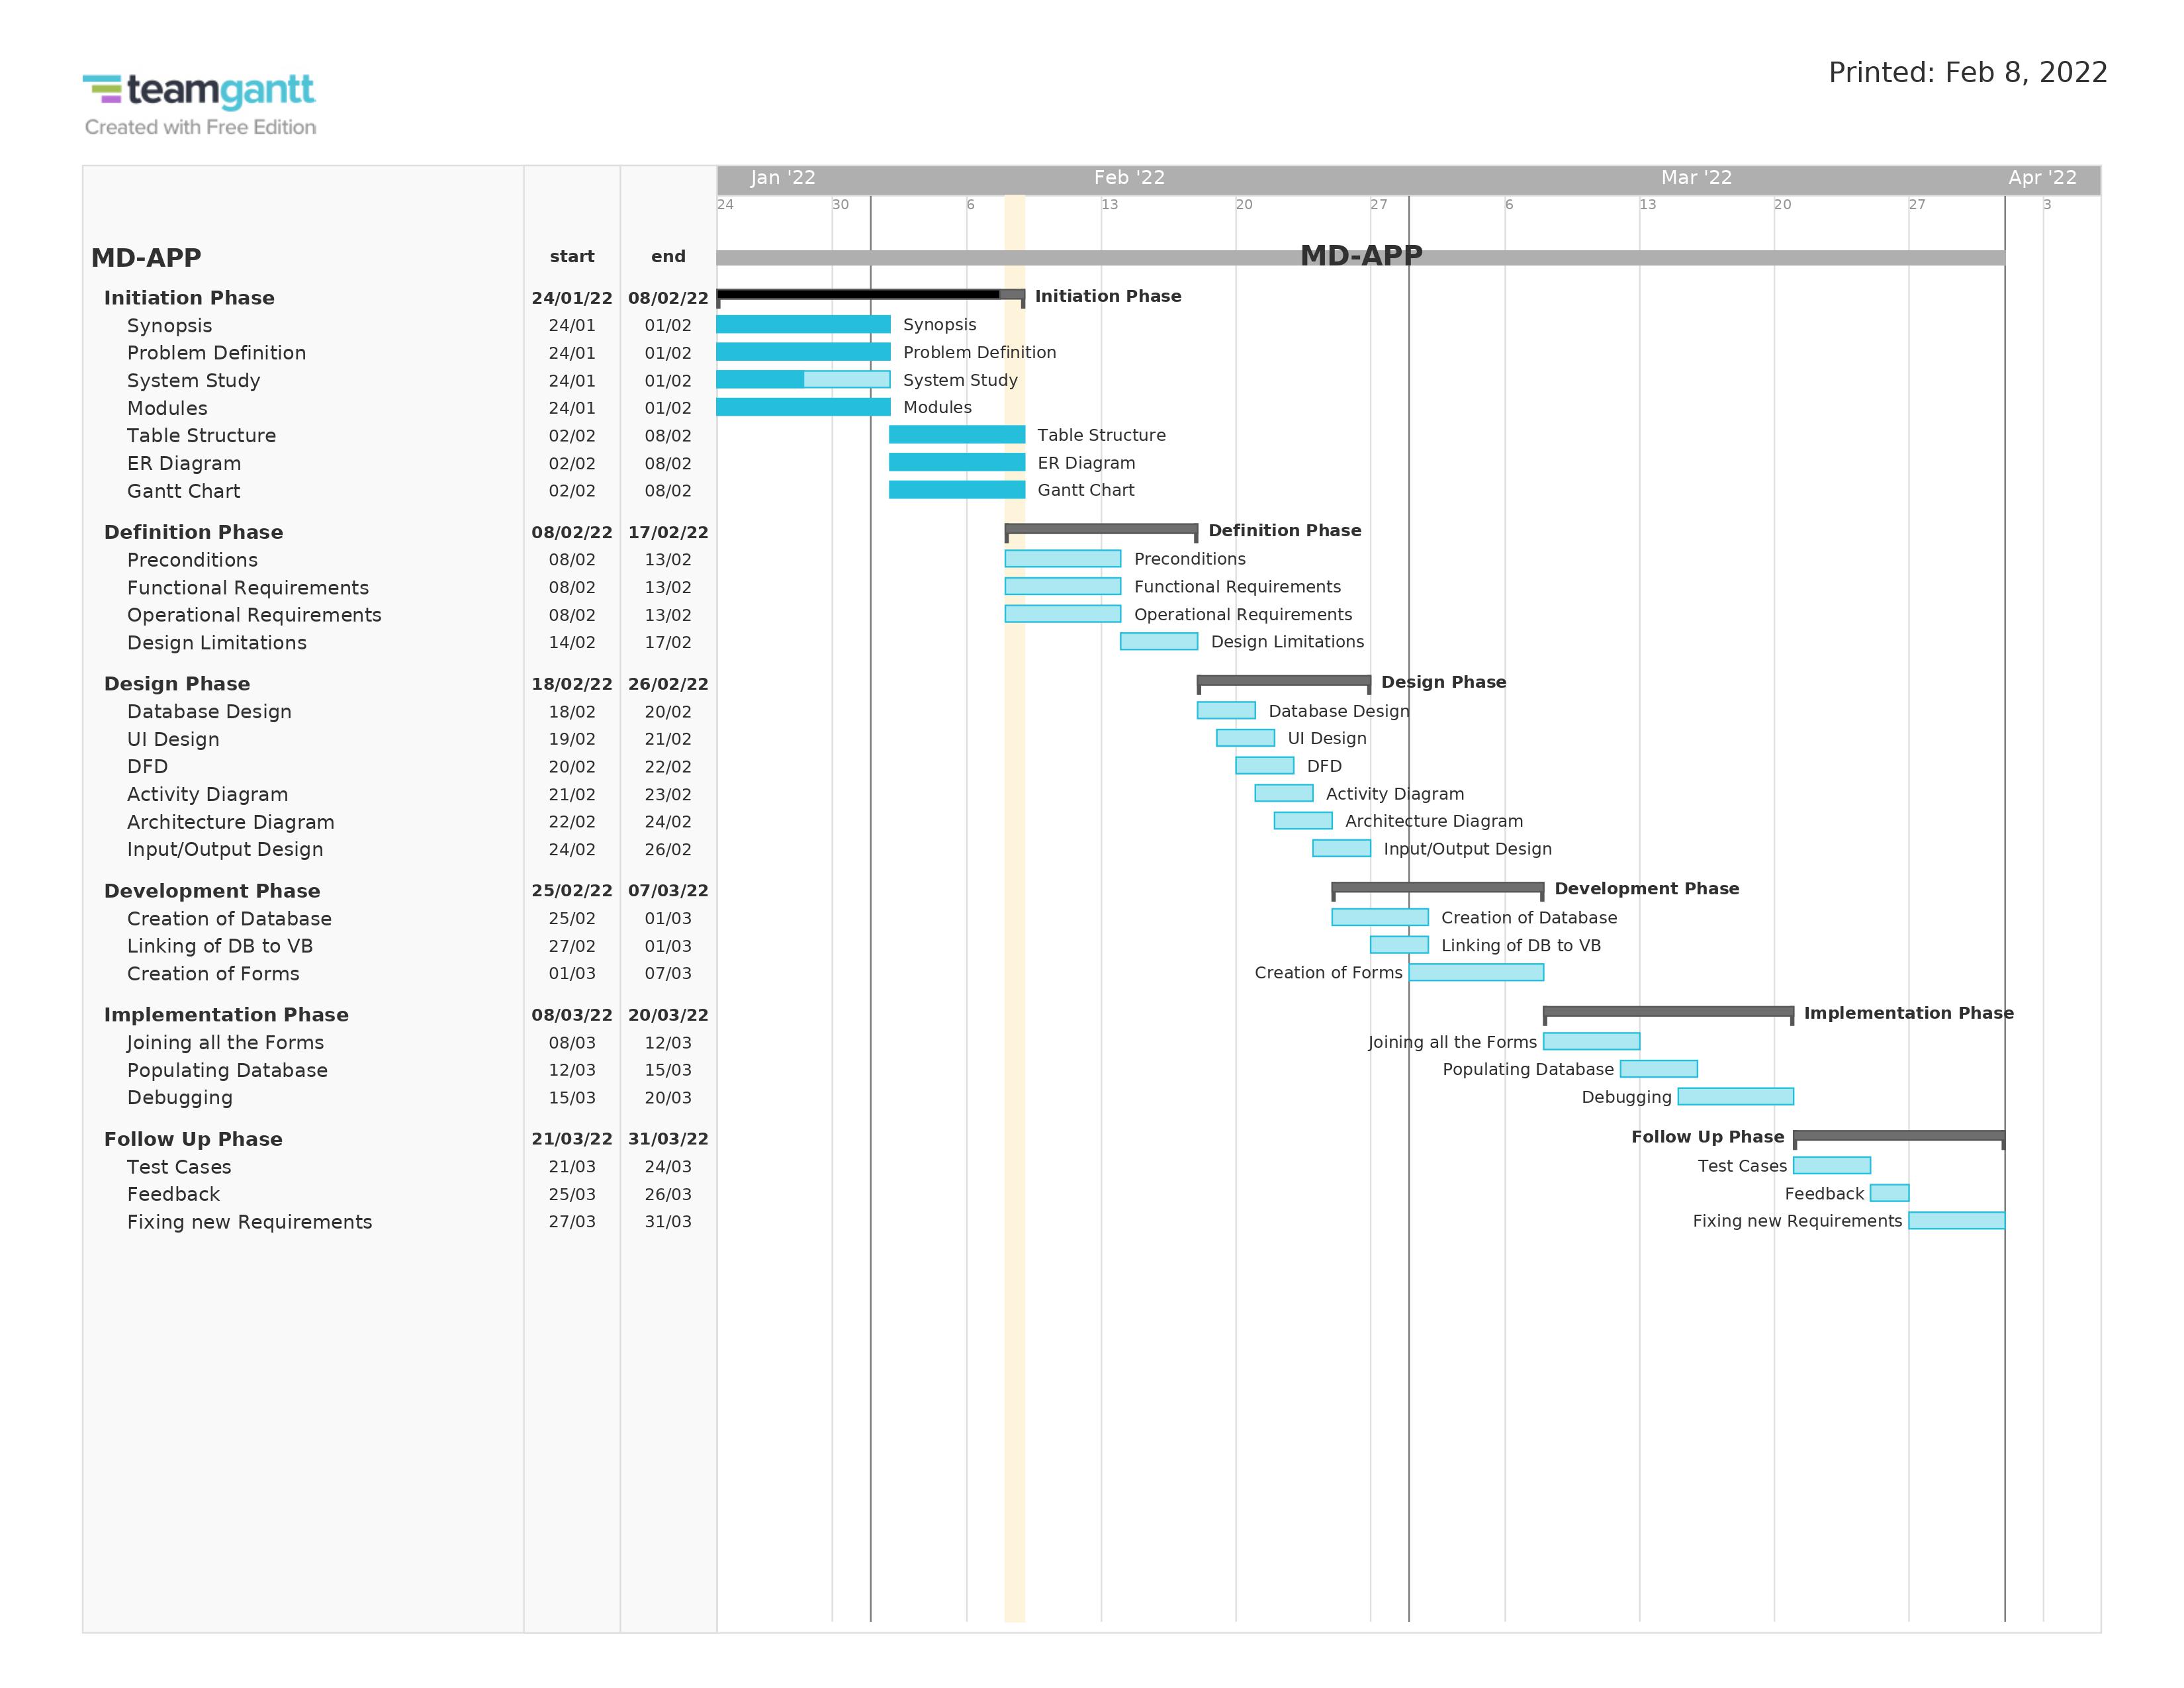 teamgantt
Created with Free Edition
Printed: Feb 8, 2022
Jan '22 Feb '22 Mar '22 Apr '22
24 30 6 13 20 27 6 13 20 27 3
MD-APP start end MD-APP
Initiation Phase 24/01/22 08/02/22 Initiation Phase
Synopsis 24/01 01/02 Synopsis
Problem Definition 24/01 01/02 Problem Definition
System Study 24/01 01/02 System Study
Modules 24/01 01/02 Modules
Table Structure 02/02 08/02 Table Structure
ER Diagram 02/02 08/02 ER Diagram
Gantt Chart 02/02 08/02 Gantt Chart
Definition Phase 08/02/22 17/02/22 Definition Phase
Preconditions 08/02 13/02 Preconditions
Functional Requirements 08/02 13/02 Functional Requirements
Operational Requirements 08/02 13/02 Operational Requirements
Design Limitations 14/02 17/02 Design Limitations
Design Phase 18/02/22 26/02/22 Design Phase
Database Design 18/02 20/02 Database Design
UI Design 19/02 21/02 UI Design
DFD 20/02 22/02 DFD
Activity Diagram 21/02 23/02 Activity Diagram
Architecture Diagram 22/02 24/02 Architecture Diagram
Input/Output Design 24/02 26/02 Input/Output Design
Development Phase 25/02/22 07/03/22 Development Phase
Creation of Database 25/02 01/03 Creation of Database
Linking of DB to VB 27/02 01/03 Linking of DB to VB
Creation of Forms 01/03 07/03 Creation of Forms
Implementation Phase 08/03/22 20/03/22 Implementation Phase
Joining all the Forms 08/03 12/03 Joining all the Forms
Populating Database 12/03 15/03 Populating Database
Debugging 15/03 20/03 Debugging
Follow Up Phase 21/03/22 31/03/22 Follow Up Phase
Test Cases 21/03 24/03 Test Cases
Feedback 25/03 26/03 Feedback
Fixing new Requirements 27/03 31/03 Fixing new Requirements